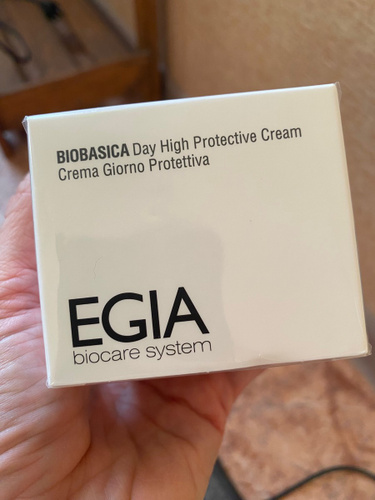 BIOBASICA Day High Protective Cream
Crema Giorno Protettiva
EGIA
biocare system